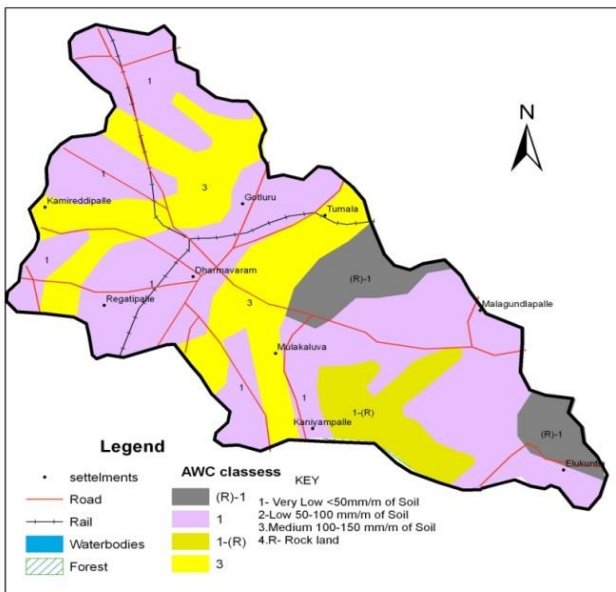 1
N
3
1
Kamireddipalle
Gotluru
Tumala
1
1
Dharmavaram
(R)-1
Regatipalle
3
Malagundlapalle
Mulakaluva
1
1
1-(R)
Kaniyampalle
(R)-1
Elukuntla
Legend
settelments
Road
Rail
Waterbodies
Forest
AWC classess
(R)-1
1
1-(R)
3
KEY
1- Very Low <50mm/m of Soil
2-Low 50-100 mm/m of Soil
3.Medium 100-150 mm/m of Soil
4.R- Rock land